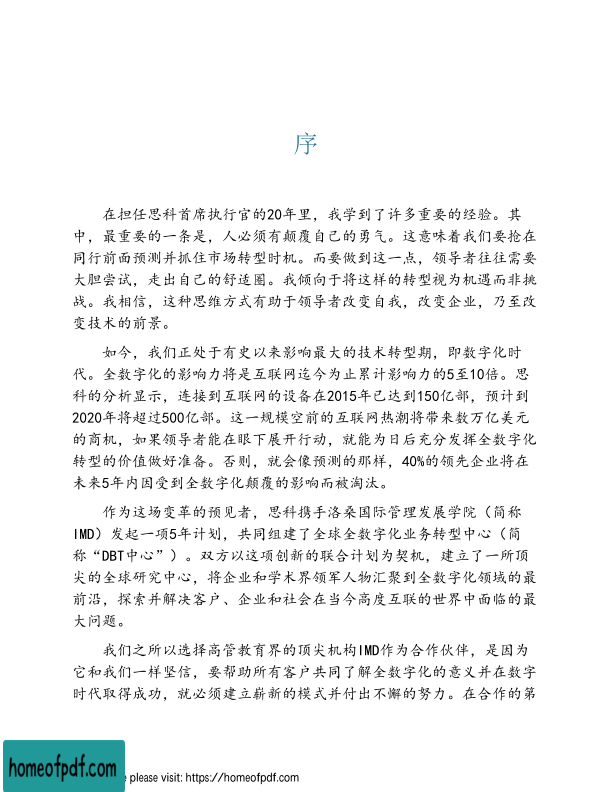 序
在担任思科首席执行官的20年里，我学到了许多重要的经验。其
中，最重要的一条是，人必须有颠覆自己的勇气。这意味着我们要抢在
同行前面预测并抓住市场转型时机。而要做到这一点，领导者往往需要
大胆尝试，走出自己的舒适圈。我倾向于将这样的转型视为机遇而非挑
战。我相信，这种思维方式有助于领导者改变自我，改变企业，乃至改
变技术的前景。
如今，我们正处于有史以来影响最大的技术转型期，即数字化时
代。全数字化的影响力将是互联网迄今为止累计影响力的5至10倍。思
科的分析显示，连接到互联网的设备在2015年已达到150亿部，预计到
2020年将超过500亿部。这一规模空前的互联网热潮将带来数万亿美元
的商机，如果领导者能在眼下展开行动，就能为日后充分发挥全数字化
转型的价值做好准备。否则，就会像预测的那样，40%的领先企业将在
未来5年内因受到全数字化颠覆的影响而被淘汰。
作为这场变革的预见者，思科携手洛桑国际管理发展学院（简称
IMD）发起一项5年计划，共同组建了全球全数字化业务转型中心（简
称“DBT中心”）。双方以这项创新的联合计划为契机，建立了一所顶
尖的全球研究中心，将企业和学术界领军人物汇聚到全数字化领域的最
前沿，探索并解决客户、企业和社会在当今高度互联的世界中面临的最
大问题。
我们之所以选择高管教育界的顶尖机构IMD作为合作伙伴，是因为
它和我们一样坚信，要帮助所有客户共同了解全数字化的意义并在数字
时代取得成功，就必须建立崭新的模式并付出不懈的努力。在合作的第
homeofpdf.com
e please visit: https://homeofpdf.com